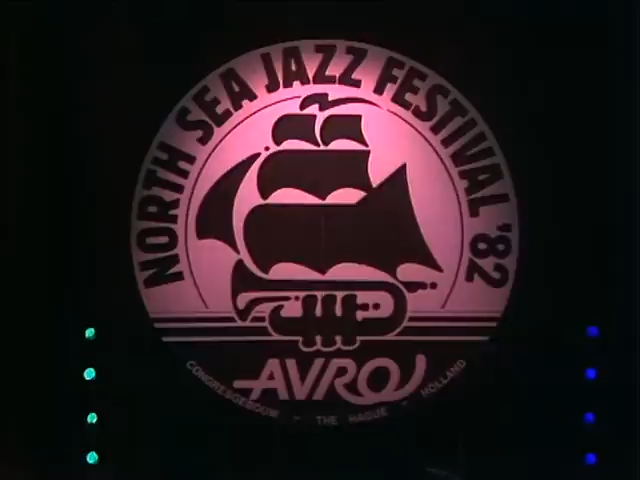 NORTH SEA JAZZ FESTIVAL '82
AVRO
CONGRESGEBOUW - THE HAGUE - HOLLAND